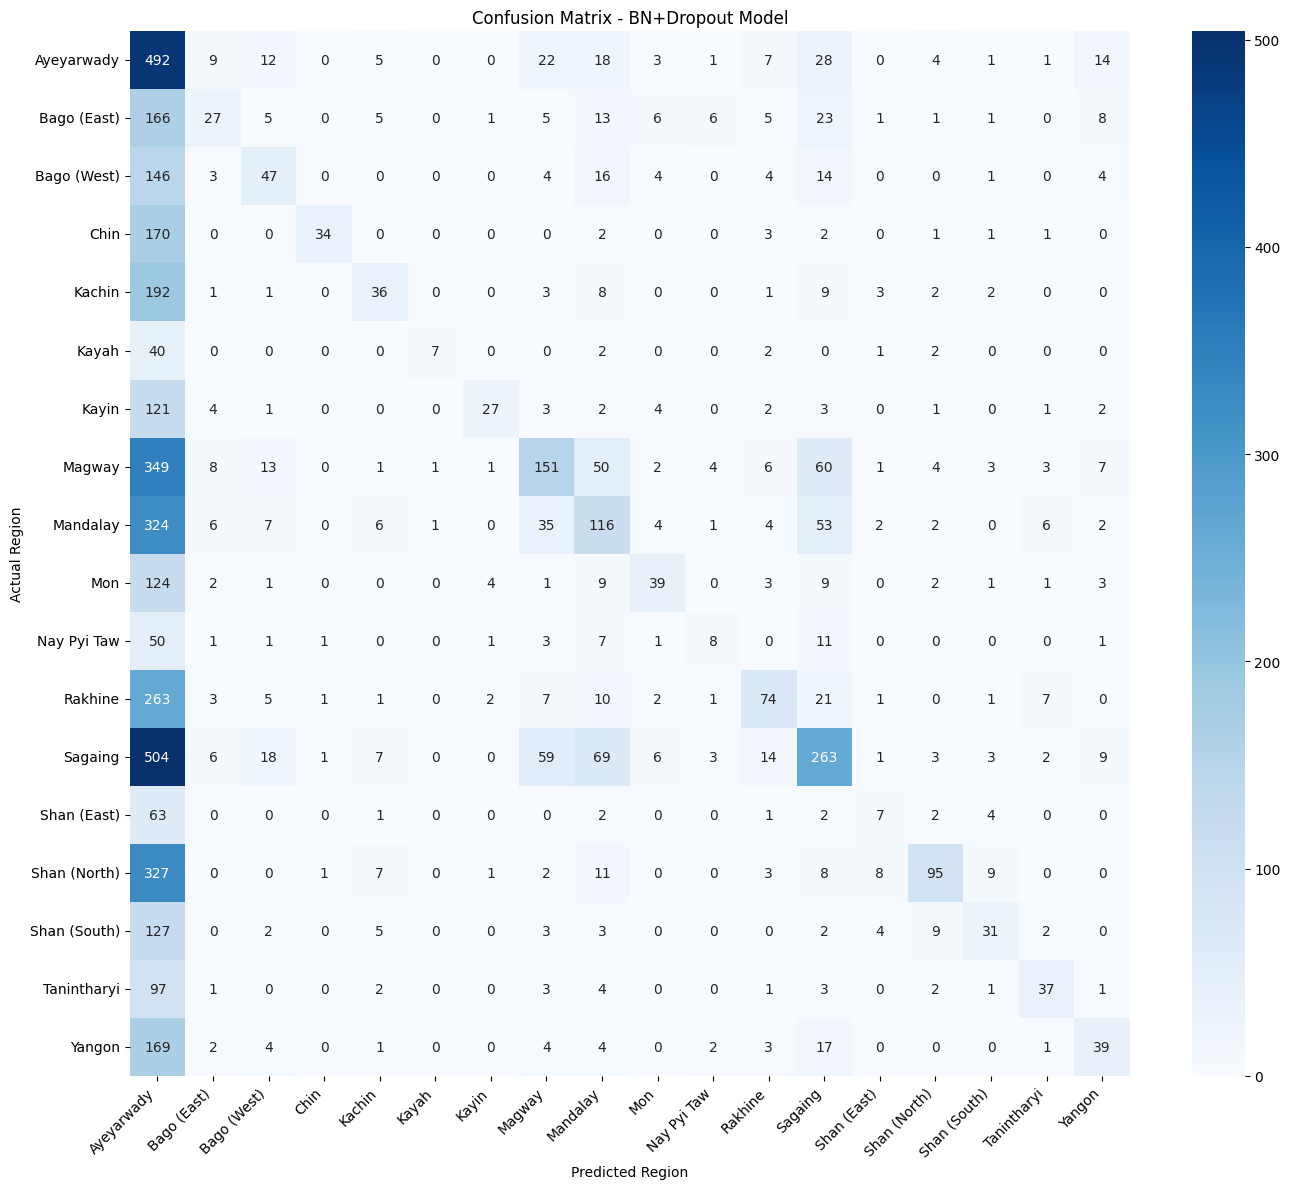 Confusion Matrix - BN+Dropout Model
Ayeyarwady 492 9 12 0 5 0 0 22 18 3 1 7 28 0 4 1 1 14
Bago (East) 166 27 5 0 5 0 1 5 13 6 6 5 23 1 1 1 0 8
Bago (West) 146 3 47 0 0 0 0 4 16 4 0 4 14 0 0 1 0 4
Chin 170 0 0 34 0 0 0 0 2 0 0 3 2 0 1 1 1 0
Kachin 192 1 1 0 36 0 0 3 8 0 0 1 9 3 2 2 0 0
Kayah 40 0 0 0 0 7 0 0 2 0 0 2 0 1 2 0 0 0
Kayin 121 4 1 0 0 0 27 3 2 4 0 2 3 0 1 0 1 2
Magway 349 8 13 0 1 1 1 151 50 2 4 6 60 1 4 3 3 7
Mandalay 324 6 7 0 6 1 0 35 116 4 1 4 53 2 2 0 6 2
Mon 124 2 1 0 0 0 4 1 9 39 0 3 9 0 2 1 1 3
Nay Pyi Taw 50 1 1 1 0 0 1 3 7 1 8 0 11 0 0 0 0 1
Rakhine 263 3 5 1 1 0 2 7 10 2 1 74 21 1 0 1 7 0
Sagaing 504 6 18 1 7 0 0 59 69 6 3 14 263 1 3 3 2 9
Shan (East) 63 0 0 0 1 0 0 0 2 0 0 1 2 7 2 4 0 0
Shan (North) 327 0 0 1 7 0 1 2 11 0 0 3 8 8 95 9 0 0
Shan (South) 127 0 2 0 5 0 0 3 3 0 0 0 2 4 9 31 2 0
Tanintharyi 97 1 0 0 2 0 0 3 4 0 0 1 3 0 2 1 37 1
Yangon 169 2 4 0 1 0 0 4 4 0 2 3 17 0 0 0 1 39
Ayeyarwady Bago (East) Bago (West) Chin Kachin Kayah Kayin Magway Mandalay Mon Nay Pyi Taw Rakhine Sagaing Shan (East) Shan (North) Shan (South) Tanintharyi Yangon
Predicted Region
Actual Region
500
400
300
200
100
0